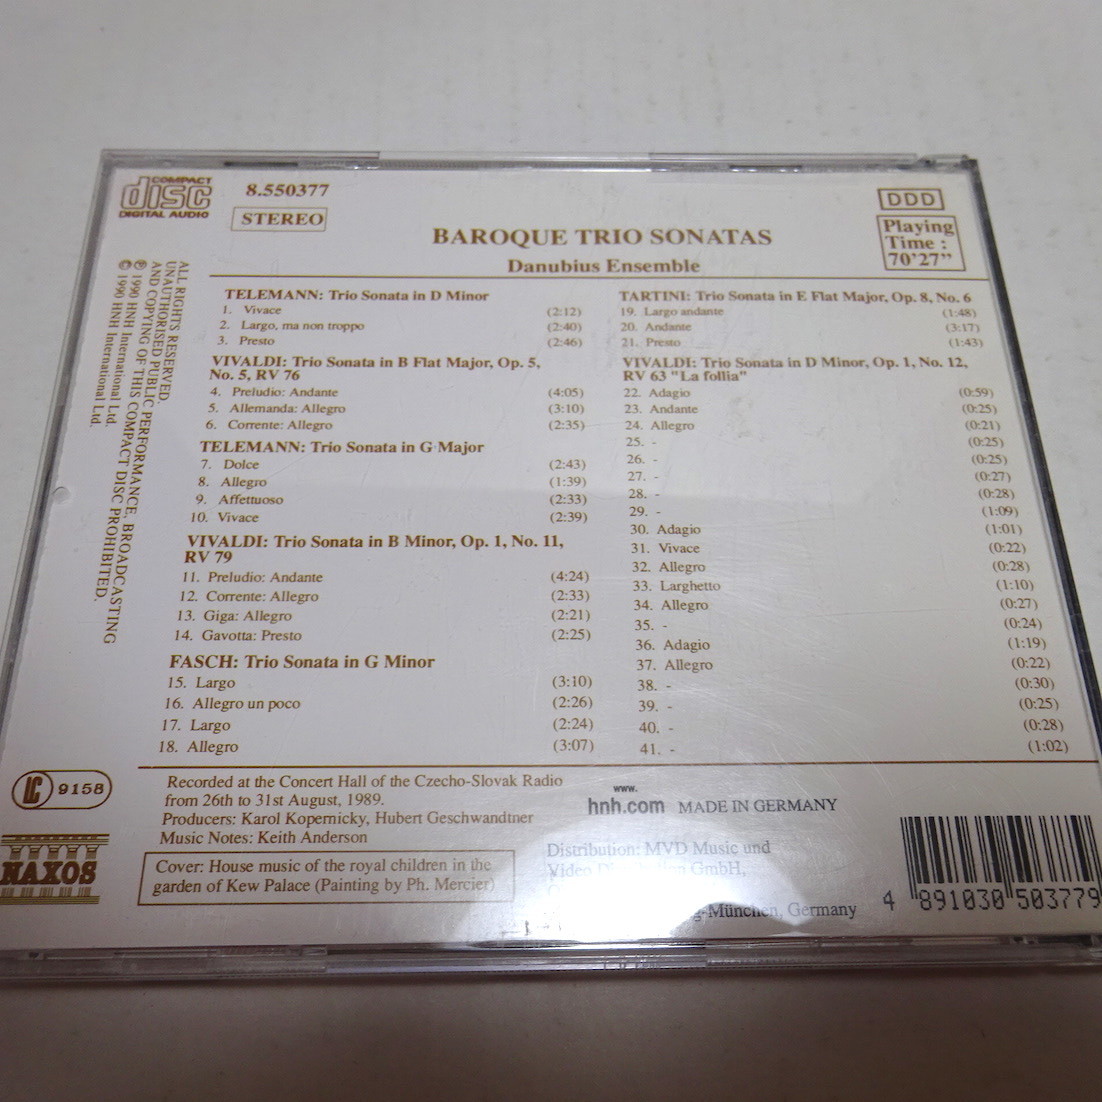 COMPACT
disc
DIGITAL AUDIO
8.550377
STEREO
DDD
Playing
Time :
70'27"
BAROQUE TRIO SONATAS
Danubius Ensemble
ALL RIGHTS RESERVED.
UNAUTHORISED PUBLIC PERFORMANCE, BROADCASTING
AND COPYING OF THIS COMPACT DISC PROHIBITED.
℗ 1990 HNH International Ltd.
© 1990 HNH International Ltd.
TELEMANN: Trio Sonata in D Minor
1. Vivace (2:12)
2. Largo, ma non troppo (2:40)
3. Presto (2:46)
VIVALDI: Trio Sonata in B Flat Major, Op. 5,
No. 5, RV 76
4. Preludio: Andante (4:05)
5. Allemanda: Allegro (3:10)
6. Corrente: Allegro (2:35)
TELEMANN: Trio Sonata in G Major
7. Dolce (2:43)
8. Allegro (1:39)
9. Affettuoso (2:33)
10. Vivace (2:39)
VIVALDI: Trio Sonata in B Minor, Op. 1, No. 11,
RV 79
11. Preludio: Andante (4:24)
12. Corrente: Allegro (2:33)
13. Giga: Allegro (2:21)
14. Gavotta: Presto (2:25)
FASCH: Trio Sonata in G Minor
15. Largo (3:10)
16. Allegro un poco (2:26)
17. Largo (2:24)
18. Allegro (3:07)
TARTINI: Trio Sonata in E Flat Major, Op. 8, No. 6
19. Largo andante (1:48)
20. Andante (3:17)
21. Presto (1:43)
VIVALDI: Trio Sonata in D Minor, Op. 1, No. 12,
RV 63 "La follia"
22. Adagio (0:59)
23. Andante (0:25)
24. Allegro (0:21)
25. - (0:25)
26. - (0:25)
27. - (0:27)
28. - (0:28)
29. - (1:09)
30. Adagio (1:01)
31. Vivace (0:22)
32. Allegro (0:28)
33. Larghetto (1:10)
34. Allegro (0:27)
35. - (0:24)
36. Adagio (1:19)
37. Allegro (0:22)
38. - (0:30)
39. - (0:25)
40. - (0:28)
41. - (1:02)
LC 9158
NAXOS
Recorded at the Concert Hall of the Czecho-Slovak Radio
from 26th to 31st August, 1989.
Producers: Karol Kopernicky, Hubert Geschwandtner
Music Notes: Keith Anderson
Cover: House music of the royal children in the
garden of Kew Palace (Painting by Ph. Mercier)
www.
hnh.com MADE IN GERMANY
Distribution: MVD Music und
Video GmbH,
München, Germany
4 891030 503779